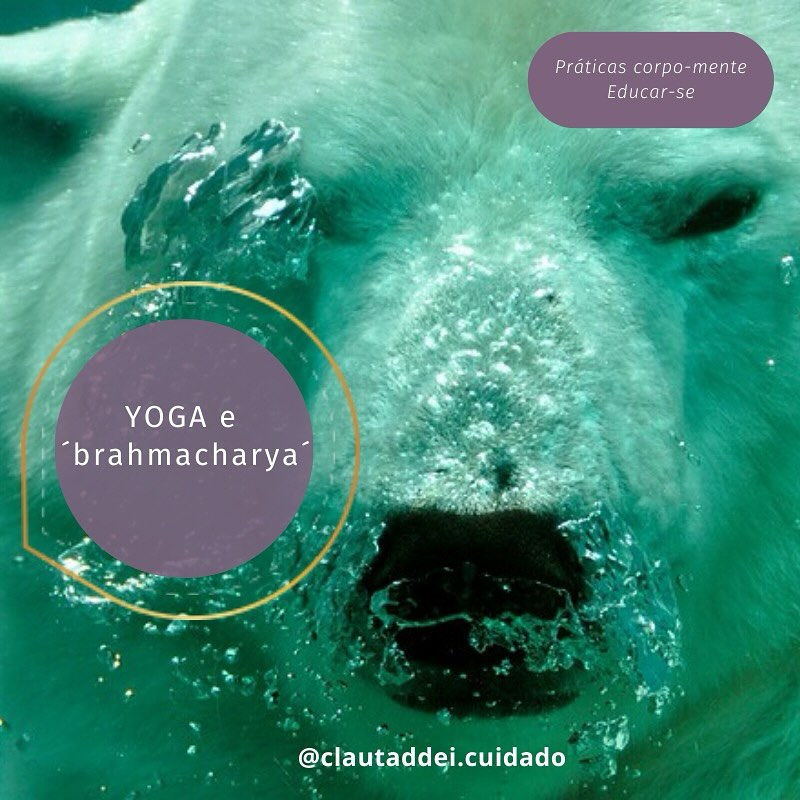 Práticas corpo-mente
Educar-se
YOGA e
´brahmacharya´
@clautaddei.cuidado